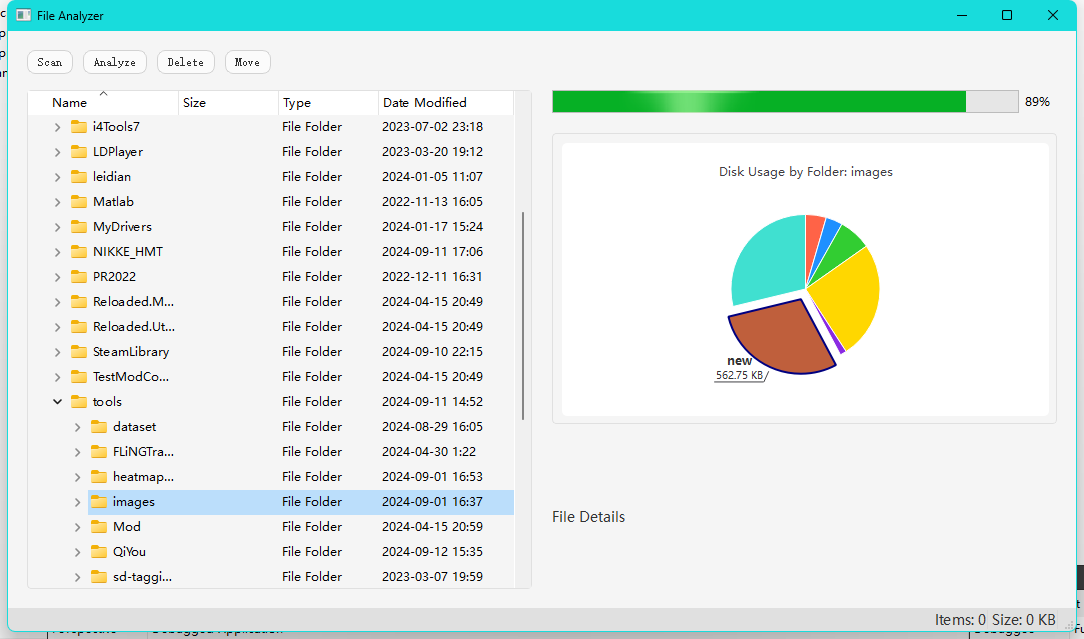 File Analyzer
Scan Analyze Delete Move
Name Size Type Date Modified
i4Tools7 File Folder 2023-07-02 23:18
LDPlayer File Folder 2023-03-20 19:12
leidian File Folder 2024-01-05 11:07
Matlab File Folder 2022-11-13 16:05
MyDrivers File Folder 2024-01-17 15:24
NIKKE_HMT File Folder 2024-09-11 17:06
PR2022 File Folder 2022-12-11 16:31
Reloaded.M... File Folder 2024-04-15 20:49
Reloaded.Ut... File Folder 2024-04-15 20:49
SteamLibrary File Folder 2024-09-10 22:15
TestModCo... File Folder 2024-04-15 20:49
tools File Folder 2024-09-11 14:52
dataset File Folder 2024-08-29 16:05
FLiNGTra... File Folder 2024-04-30 1:22
heatmap... File Folder 2024-09-01 16:53
images File Folder 2024-09-01 16:37
Mod File Folder 2024-04-15 20:59
QiYou File Folder 2024-09-12 15:35
sd-taggi... File Folder 2023-03-07 19:59
89%
Disk Usage by Folder: images
new
562.75 KB
File Details
Items: 0 Size: 0 KB